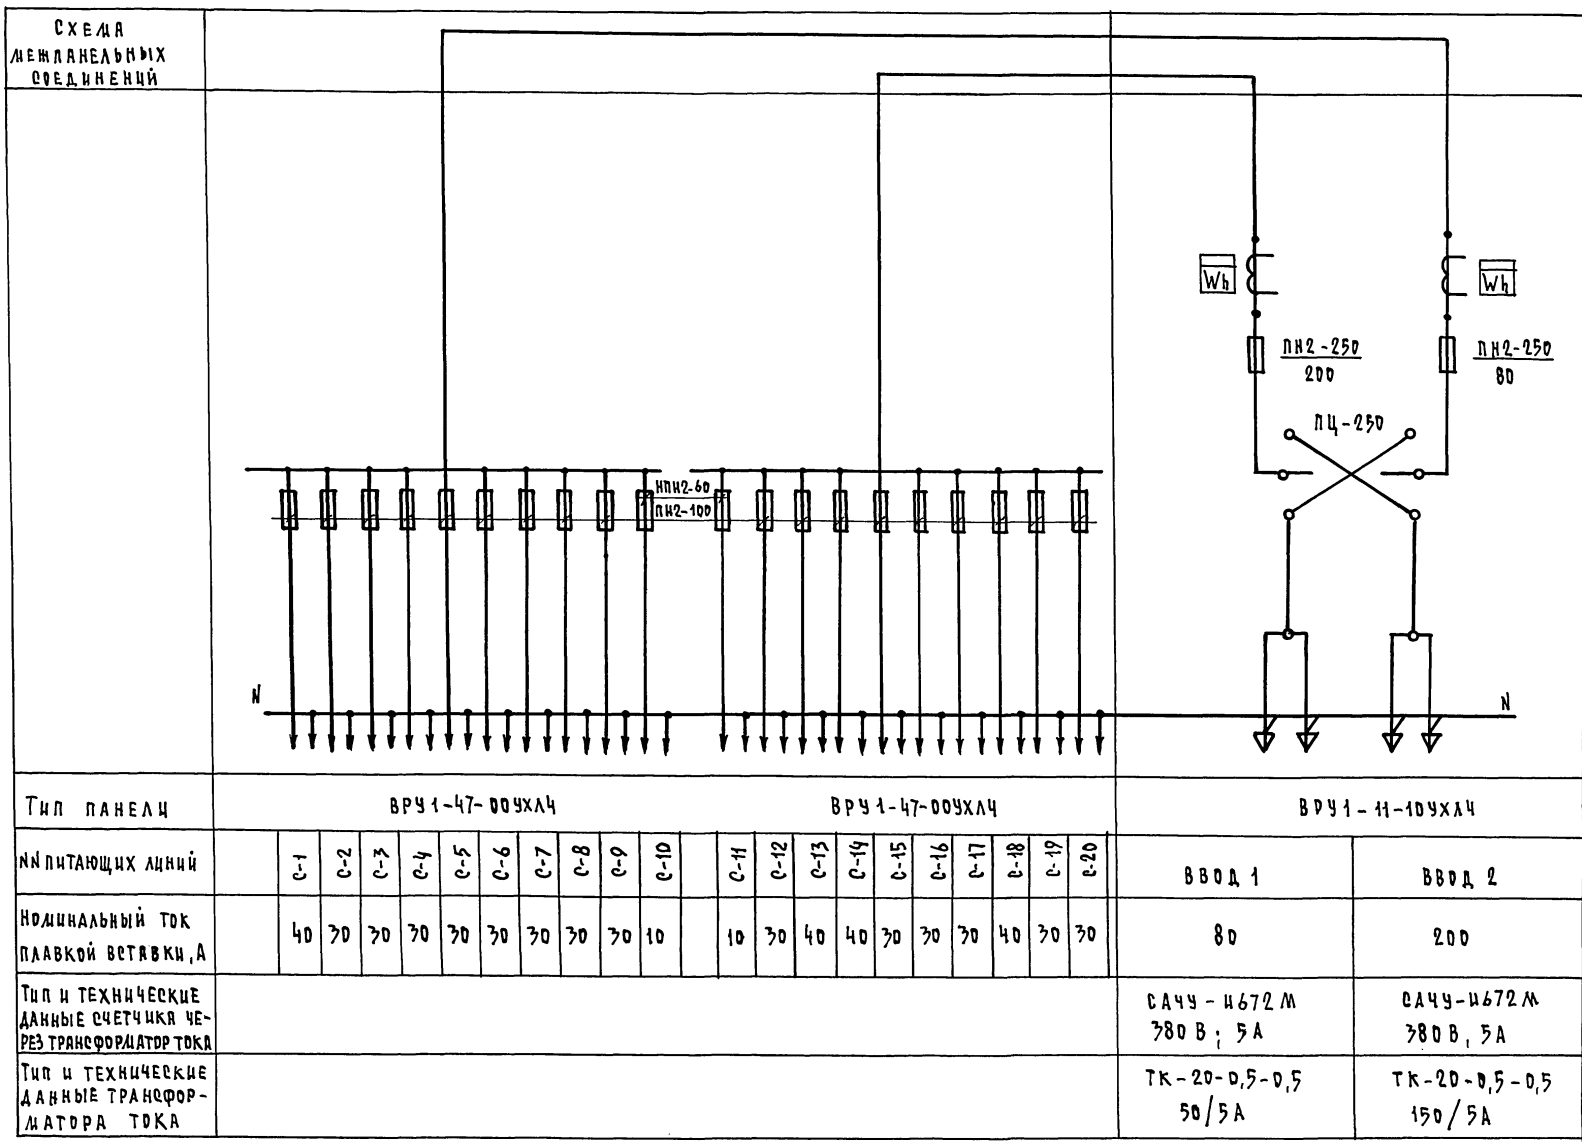 СХЕМА
МЕЖПАНЕЛЬНЫХ
СОЕДИНЕНИЙ
Wh
Wh
ПН2-250
200
ПН2-250
80
ПЦ-250
НПН2-60
ПН2-100
N
N
ТИП ПАНЕЛИ
ВРУ1-47-00УХЛ4
ВРУ1-47-00УХЛ4
ВРУ1-11-10УХЛ4
NN ПИТАЮЩИХ ЛИНИЙ
С-1 С-2 С-3 С-4 С-5 С-6 С-7 С-8 С-9 С-10 С-11 С-12 С-13 С-14 С-15 С-16 С-17 С-18 С-19 С-20
ВВОД 1
ВВОД 2
НОМИНАЛЬНЫЙ ТОК
ПЛАВКОЙ ВСТАВКИ, А
40 30 30 30 30 30 30 30 30 10 10 30 40 40 30 30 30 40 30 30
80
200
ТИП И ТЕХНИЧЕСКИЕ
ДАННЫЕ СЧЕТЧИКА ЧЕ-
РЕЗ ТРАНСФОРМАТОР ТОКА
САЧУ-И672М
380 В; 5А
САЧУ-И672М
380 В, 5А
ТИП И ТЕХНИЧЕСКИЕ
ДАННЫЕ ТРАНСФОР-
МАТОРА ТОКА
ТК-20-0,5-0,5
50/5А
ТК-20-0,5-0,5
150/5А